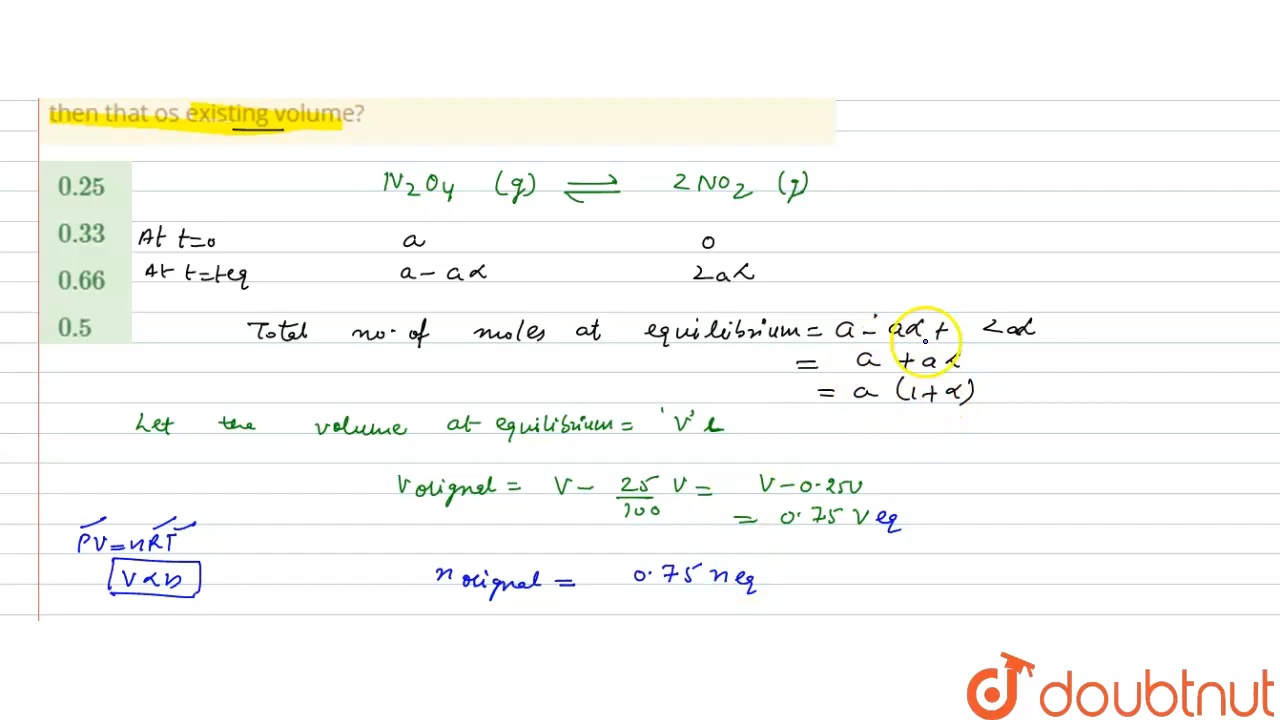 then that os existing volume?
0.25
N₂O₄ (g) ⇌ 2NO₂ (g)
0.33
At t=0 a 0
0.66
At t=teq a - aα 2aα
0.5
Total no. of moles at equilibrium = a - aα + 2aα
= a + aα
= a (1+α)
Let the volume at equilibrium = 'V' L
Vorignal = V - 25/100 V = V - 0.25V
= 0.75 Veq
PV=nRT
V∝n
norignal = 0.75 neq
doubtnut